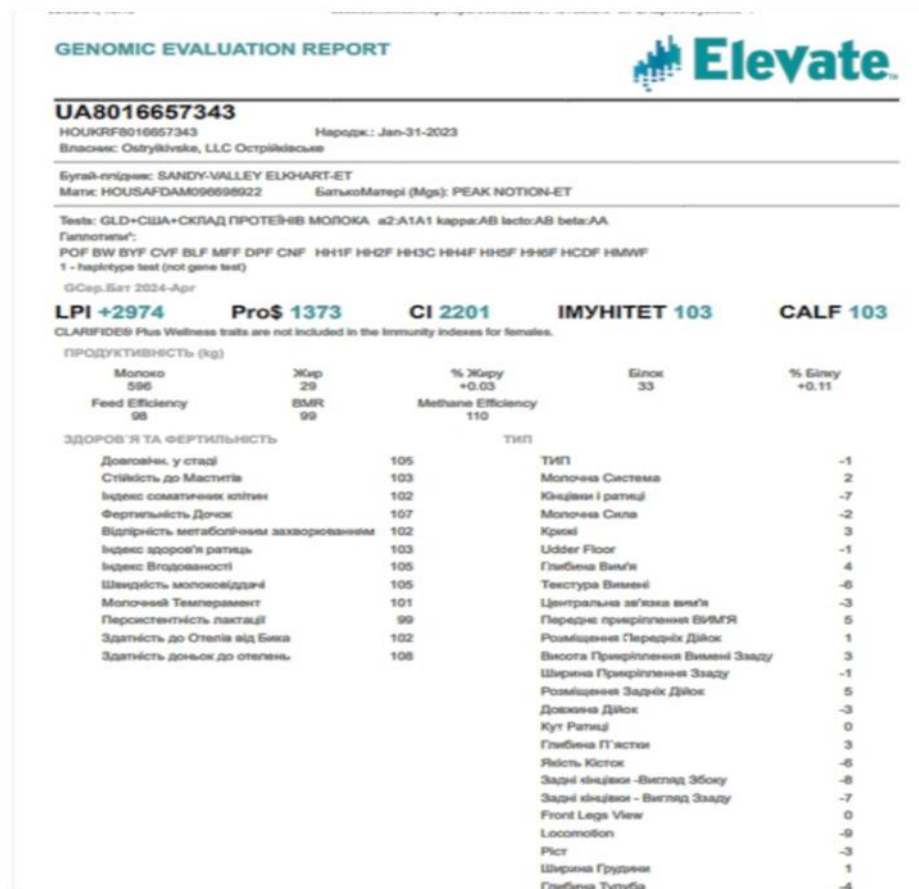 GENOMIC EVALUATION REPORT
Elevate
UA8016657343
HOUKRF8016657343 Народж.: Jan-31-2023
Власник: Ostryikivske, LLC Острійківське
Бугай-плідник: SANDY-VALLEY ELKHART-ET
Мати: HOUSAFDAM096698922 БатькоМатері (Mgs): PEAK NOTION-ET
Tests: GLD+США+СКЛАД ПРОТЕЇНІВ МОЛОКА a2:A1A1 kappa:AB lacto:AB beta:AA
Гаплотипи¹:
POF BW BYF CVF BLF MFF DPF CNF HH1F HH2F HH3C HH4F HH5F HH6F HCDF HMWF
1 - haplotype test (not gene test)
GСер.Бат 2024-Apr
LPI +2974 Pro$ 1373 CI 2201 ІМУНІТЕТ 103 CALF 103
CLARIFIDE® Plus Wellness traits are not included in the Immunity indexes for females.
ПРОДУКТИВНІСТЬ (kg)
Молоко Жир % Жиру Білок % Білку
596 29 +0.03 33 +0.11
Feed Efficiency BMR Methane Efficiency
98 99 110
ЗДОРОВ`Я ТА ФЕРТИЛЬНІСТЬ ТИП
Довговічн. у стаді 105 ТИП -1
Стійкість до Маститів 103 Молочна Система 2
Індекс соматичних клітин 102 Кінцівки і ратиці -7
Фертильність Дочок 107 Молочна Сила -2
Відпірність метаболічним захворюванням 102 Крижі 3
Індекс здоров'я ратиць 103 Udder Floor -1
Індекс Вгодованості 105 Глибина Вим'я 4
Швидкість молоковіддачі 105 Текстура Вимені -6
Молочний Темперамент 101 Центральна зв'язка вим'я -3
Персистентність лактації 99 Переднє прикріплення ВИМ'Я 5
Здатність до Отелів від Бика 102 Розміщення Передніх Дійок 1
Здатність доньок до отелень 108 Висота Прикріплення Вимені Ззаду 3
Ширина Прикріплення Ззаду -1
Розміщення Задніх Дійок 5
Довжина Дійок -3
Кут Ратиці 0
Глибина П`ястки 3
Якість Кісток -6
Задні кінцівки -Вигляд Збоку -8
Задні кінцівки - Вигляд Ззаду -7
Front Legs View 0
Locomotion -9
Ріст -3
Ширина Грудини 1
Глибина Тулуба -4